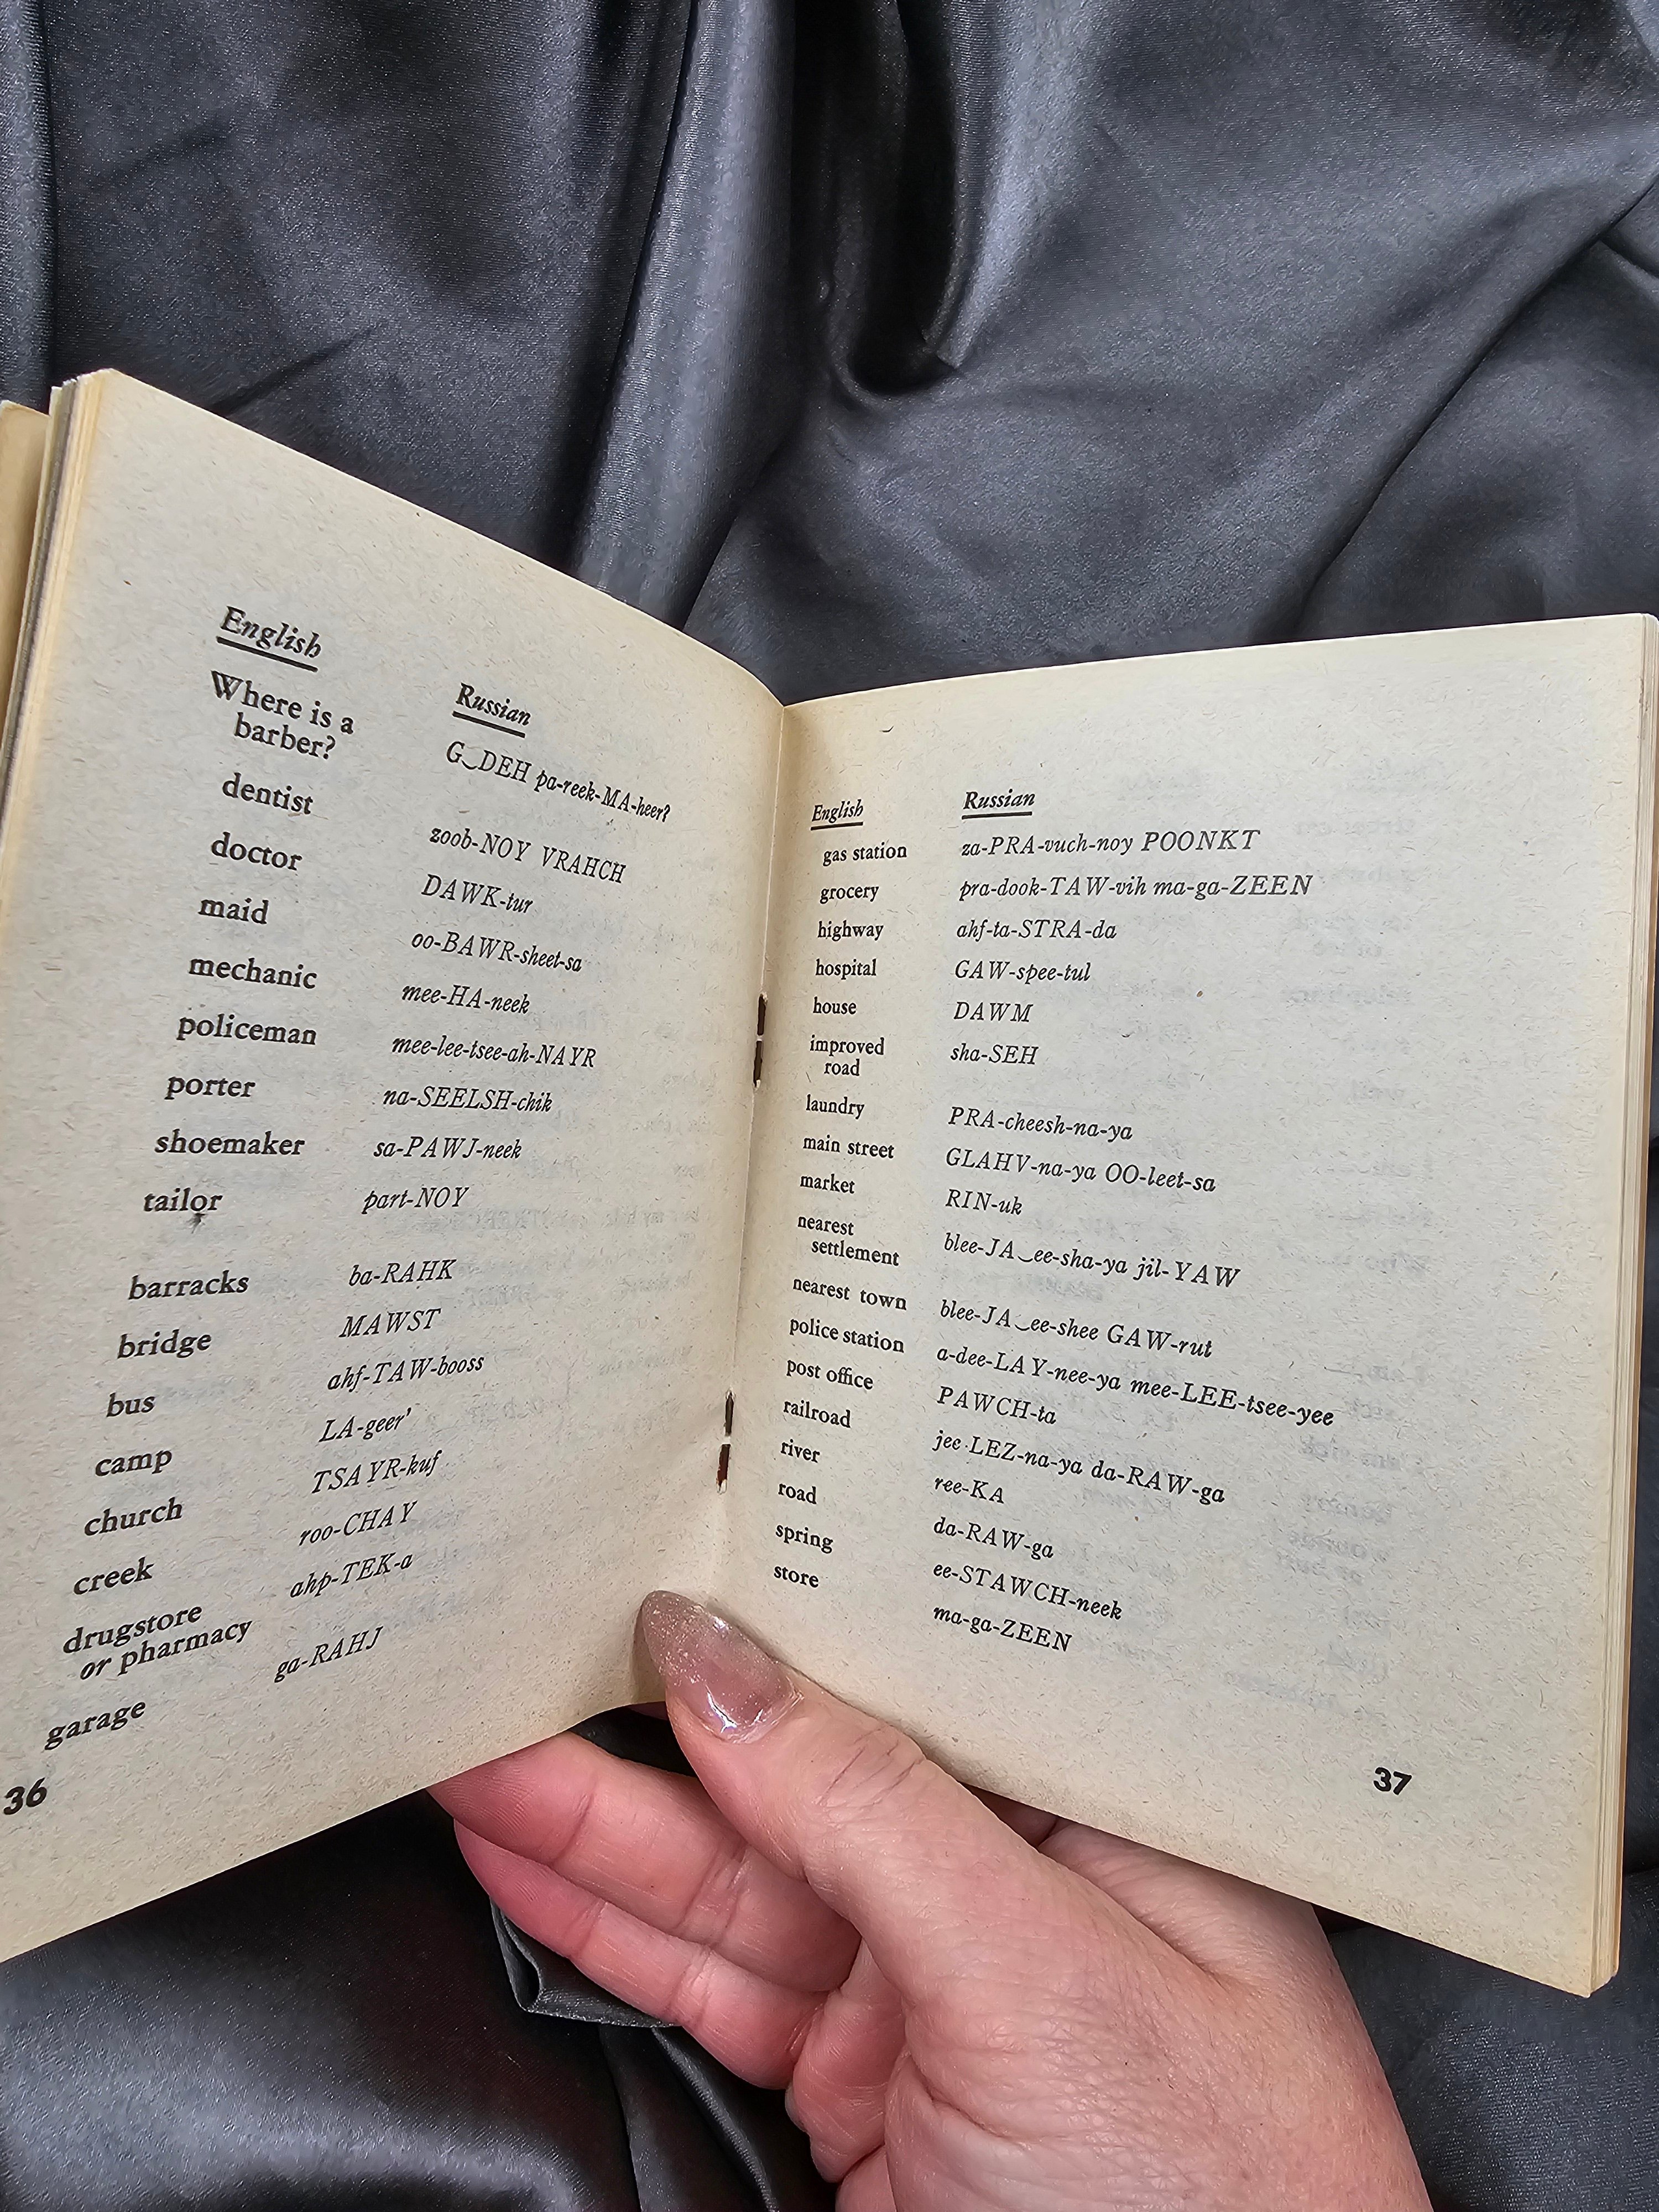 English Russian
Where is a G‿DEH pa-reek-MA-heer?
barber?
dentist zoob-NOY VRAHCH
doctor DAWK-tur
maid oo-BAWR-sheet-sa
mechanic mee-HA-neek
policeman mee-lee-tsee-ah-NAYR
porter na-SEELSH-chik
shoemaker sa-PAWJ-neek
tailor part-NOY
barracks ba-RAHK
bridge MAWST
bus ahf-TAW-booss
camp LA-geer'
church TSAYR-kuf
creek roo-CHAY
drugstore ahp-TEK-a
or pharmacy
garage ga-RAHJ
36
English Russian
gas station za-PRA-vuch-noy POONKT
grocery pra-dook-TAW-vih ma-ga-ZEEN
highway ahf-ta-STRA-da
hospital GAW-spee-tul
house DAWM
improved sha-SEH
road
laundry PRA-cheesh-na-ya
main street GLAHV-na-ya OO-leet-sa
market RIN-uk
nearest blee-JA‿ee-sha-ya jil-YAW
settlement
nearest town blee-JA‿ee-shee GAW-rut
police station a-dee-LAY-nee-ya mee-LEE-tsee-yee
post office PAWCH-ta
railroad jee-LEZ-na-ya da-RAW-ga
river ree-KA
road da-RAW-ga
spring ee-STAWCH-neek
store ma-ga-ZEEN
37